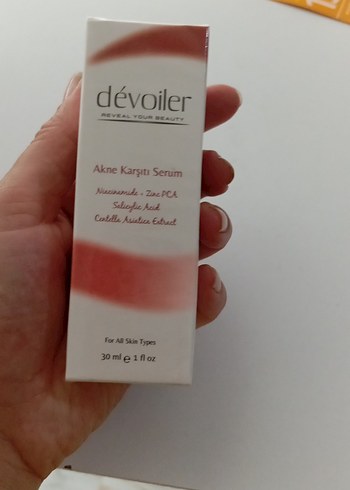 dévoiler
REVEAL YOUR BEAUTY
Akne Karşıtı Serum
Niacinamide - Zinc PCA
Salicylic Acid
Centella Asiatica Extract
For All Skin Types
30 ml e 1 fl oz